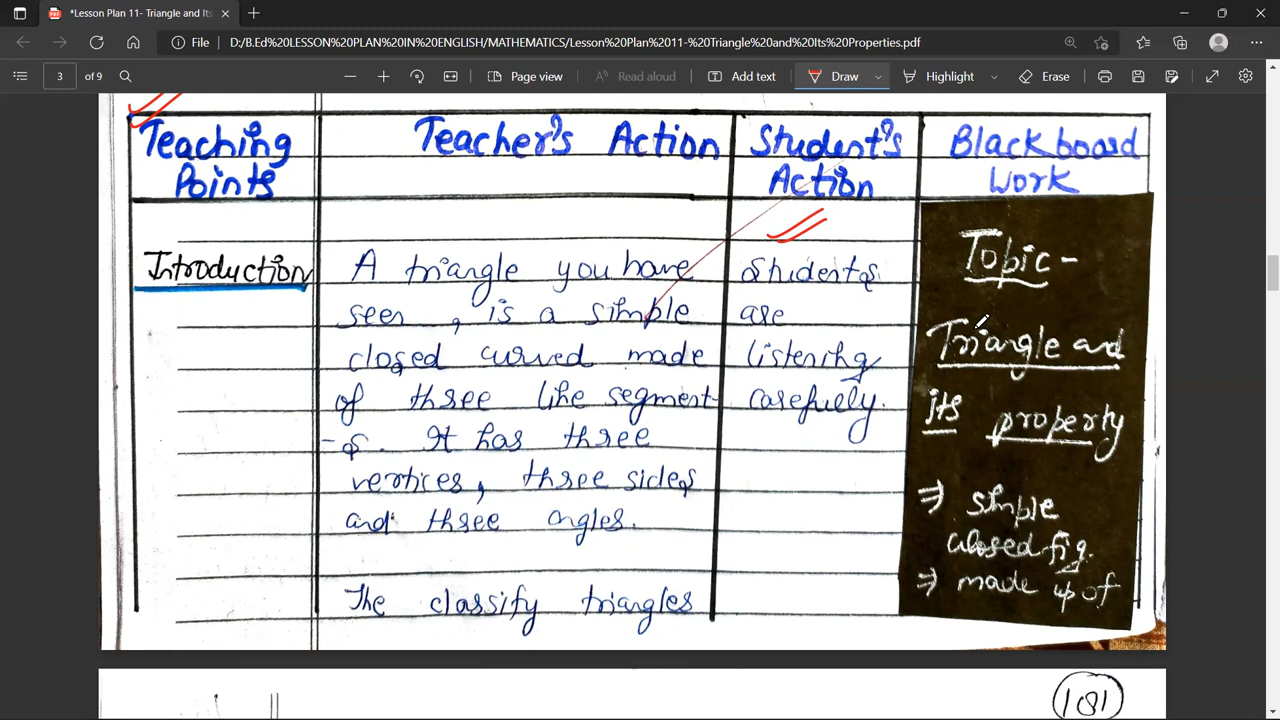 *Lesson Plan 11- Triangle and Its
File D:/B.Ed%20LESSON%20PLAN%20IN%20ENGLISH/MATHEMATICS/Lesson%20Plan%2011-%20Triangle%20and%20Its%20Properties.pdf
3 of 9 Page view Read aloud Add text Draw Highlight Erase
Teaching Points
Teacher's Action
Student's Action
Blackboard Work
Introduction
A triangle you have
seen, is a simple
closed curved made
of three line segment
-s. It has three
vertices, three sides
and three angles.
The classify triangles
Students
are
listening
carefully.
Topic-
Triangle and
its property
⇒ simple
closed fig.
⇒ made up of
181